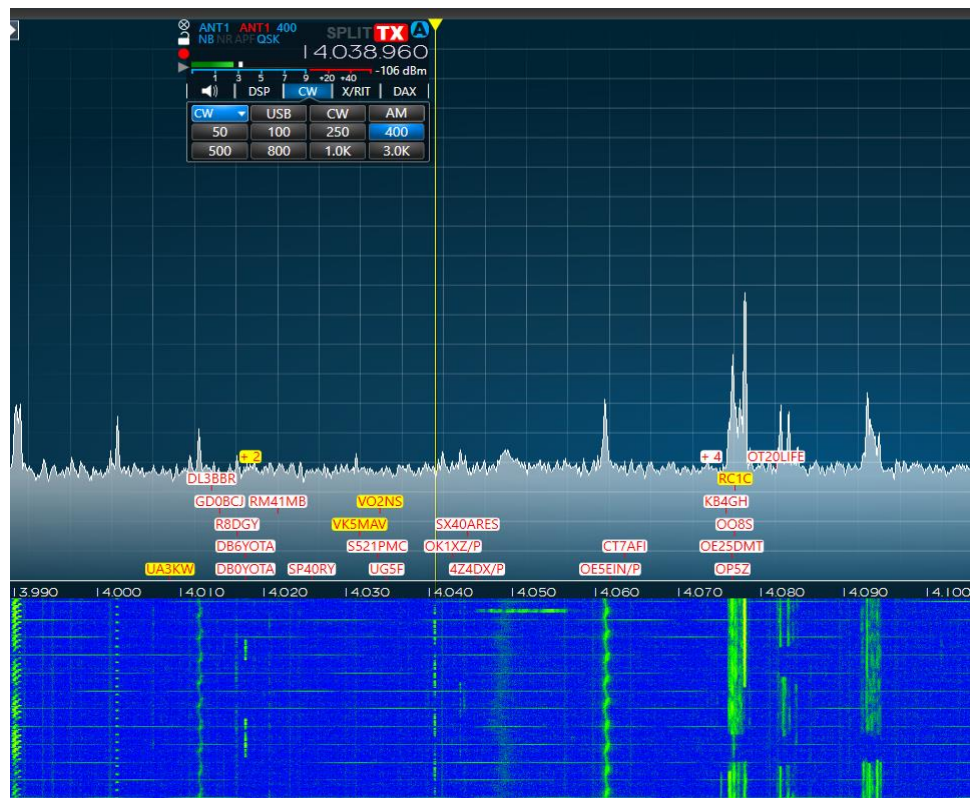 ANT1 ANT1 400 SPLIT TX A
NB NR APF QSK
14.038.960
1 3 5 7 9 +20 +40 -106 dBm
DSP CW X/RIT DAX
CW USB CW AM
50 100 250 400
500 800 1.0K 3.0K
+ 2 + 4 OT20LIFE
DL3BBR RC1C
GD0BCJ RM41MB VO2NS KB4GH
R8DGY VK5MAV SX40ARES OO8S
DB6YOTA S521PMC OK1XZ/P CT7AFI OE25DMT
UA3KW DB0YOTA SP40RY UG5F 4Z4DX/P OE5EIN/P OP5Z
13.990 14.000 14.010 14.020 14.030 14.040 14.050 14.060 14.070 14.080 14.090 14.100